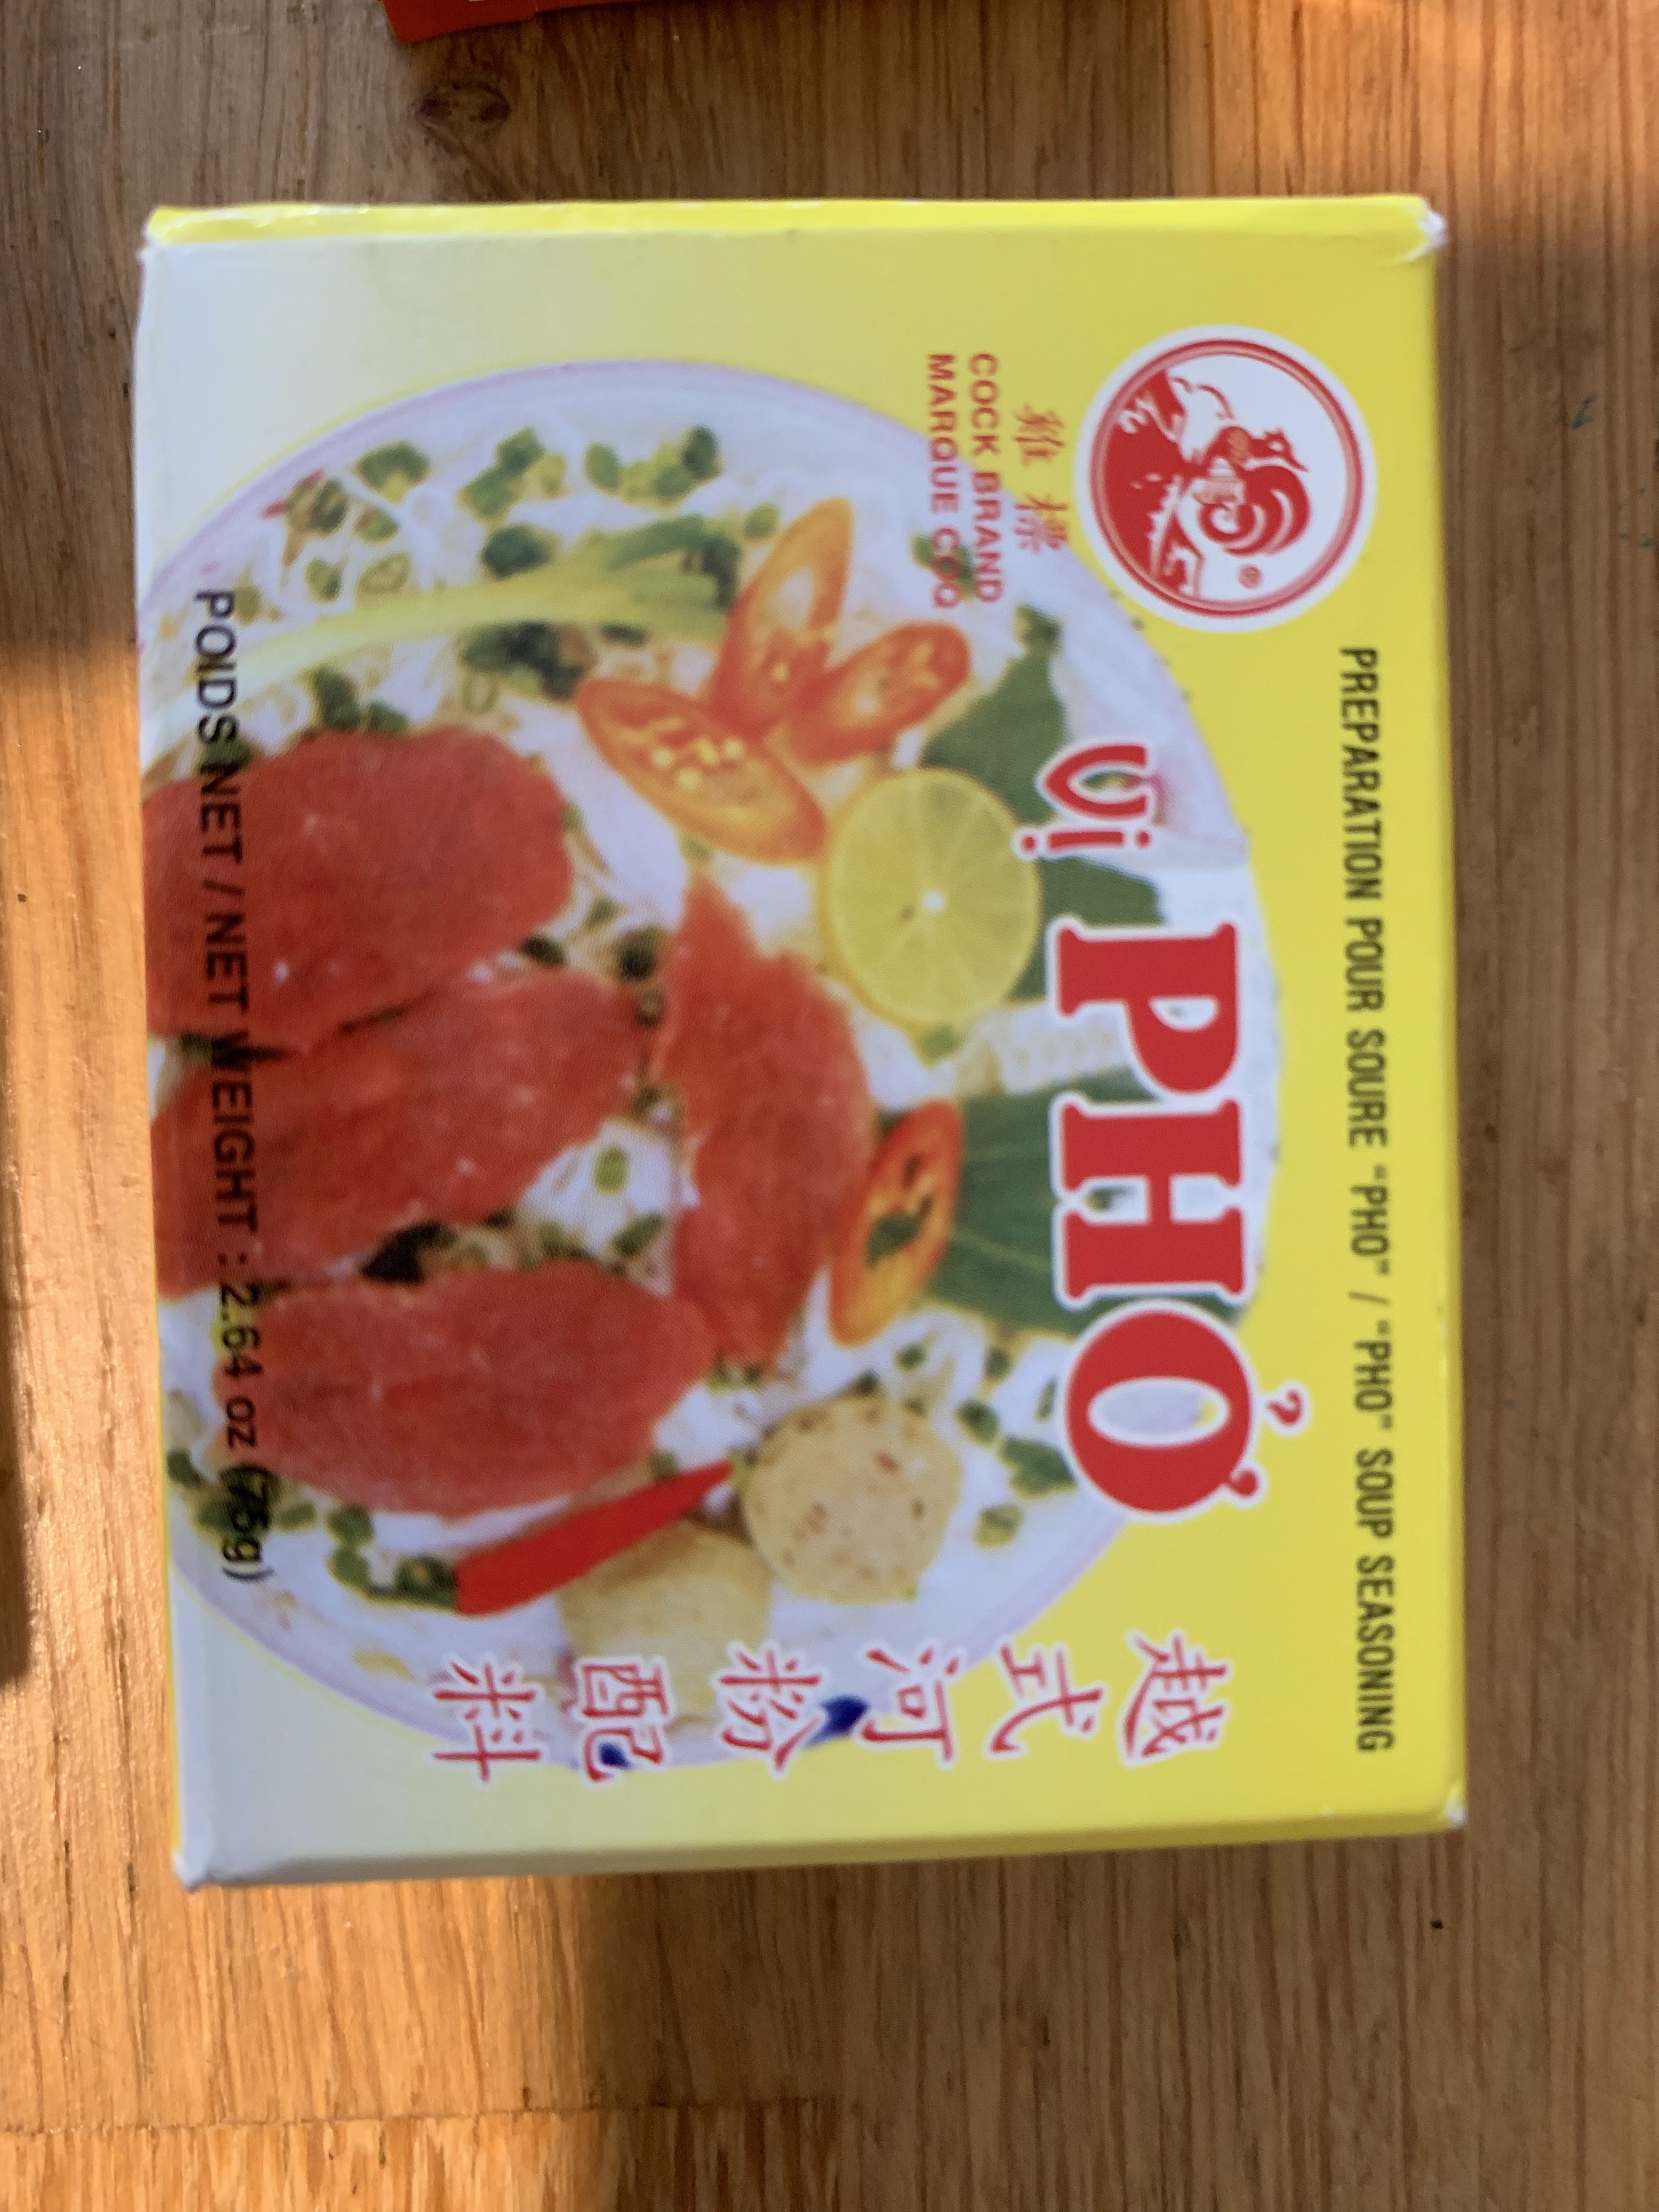 PREPARATION POUR SOURE "PHO" / "PHO" SOUP SEASONING
®
雞標
COCK BRAND
MARQUE COQ
Vị PHỞ
越式河粉配料
POIDS NET / NET WEIGHT : 2.64 oz (75g)